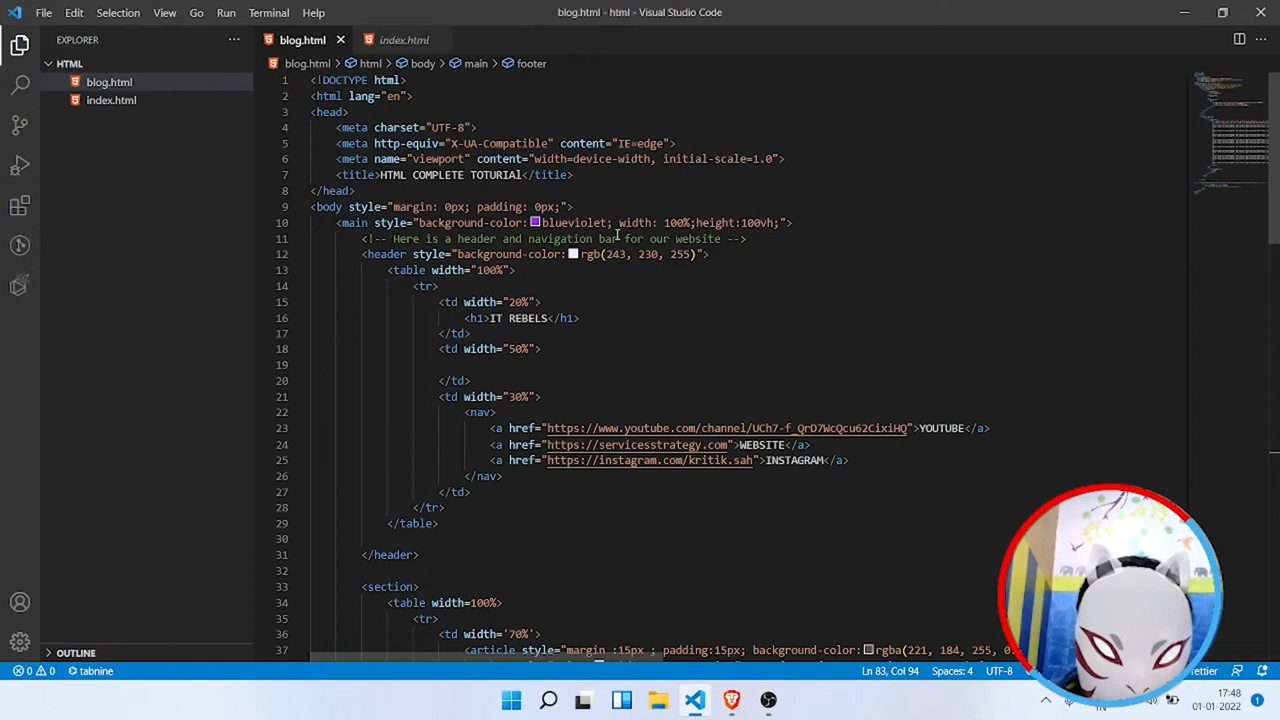 File Edit Selection View Go Run Terminal Help
blog.html - html - Visual Studio Code
EXPLORER
HTML
blog.html
index.html
OUTLINE
blog.html
index.html
blog.html > html > body > main > footer
1 <!DOCTYPE html>
2 <html lang="en">
3 <head>
4 <meta charset="UTF-8">
5 <meta http-equiv="X-UA-Compatible" content="IE=edge">
6 <meta name="viewport" content="width=device-width, initial-scale=1.0">
7 <title>HTML COMPLETE TOTURIAl</title>
8 </head>
9 <body style="margin: 0px; padding: 0px;">
10 <main style="background-color: blueviolet; width: 100%;height:100vh;">
11 <!-- Here is a header and navigation bar for our website -->
12 <header style="background-color: rgb(243, 230, 255)">
13 <table width="100%">
14 <tr>
15 <td width="20%">
16 <h1>IT REBELS</h1>
17 </td>
18 <td width="50%">
19
20 </td>
21 <td width="30%">
22 <nav>
23 <a href="https://www.youtube.com/channel/UCh7-f_QrD7WcQcu62CixiHQ">YOUTUBE</a>
24 <a href="https://servicesstrategy.com">WEBSITE</a>
25 <a href="https://instagram.com/kritik.sah">INSTAGRAM</a>
26 </nav>
27 </td>
28 </tr>
29 </table>
30
31 </header>
32
33 <section>
34 <table width=100%>
35 <tr>
36 <td width='70%'>
37 <article style="margin :15px ; padding:15px; background-color: rgba(221, 184, 255, 0.
0 0 tabnine
Ln 83, Col 94 Spaces: 4 UTF-8
17:48
01-01-2022
1